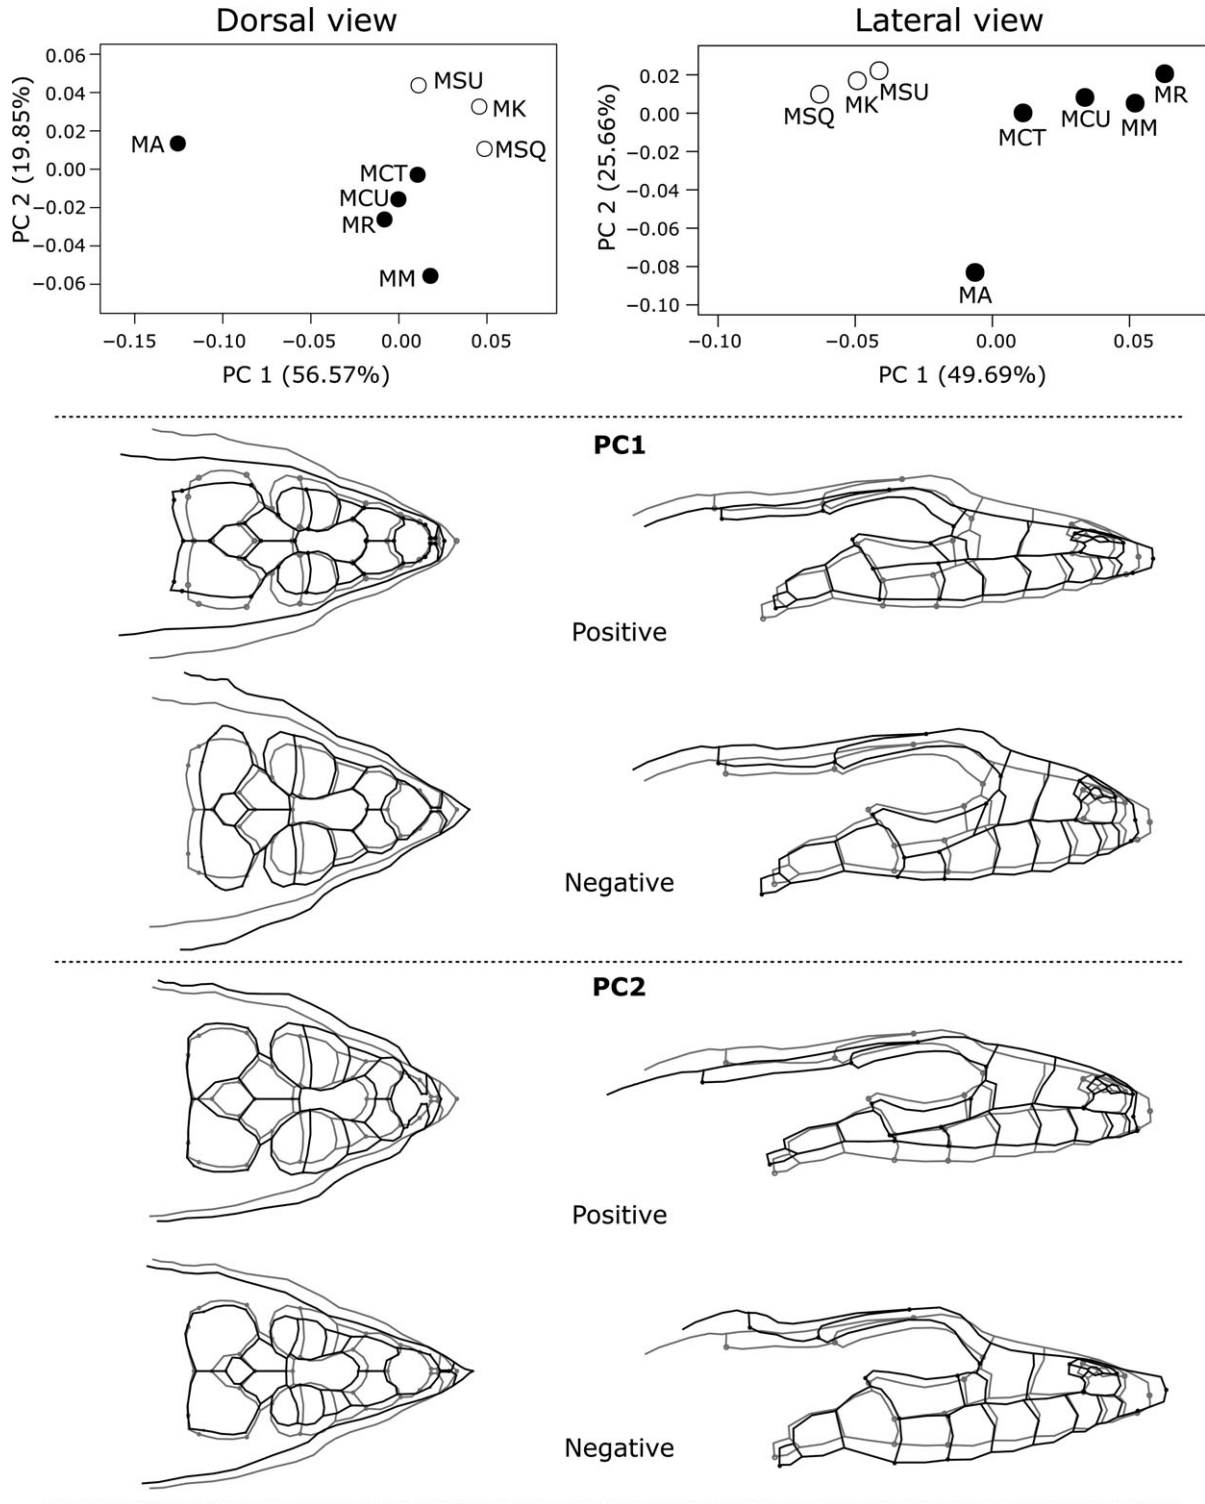 Dorsal view
Lateral view
PC 2 (19.85%)
0.06
0.04
0.02
0.00
−0.02
−0.04
−0.06
MSU
MK
MA
MSQ
MCT
MCU
MR
MM
−0.15
−0.10
−0.05
0.00
0.05
PC 1 (56.57%)
PC 2 (25.66%)
0.02
0.00
−0.02
−0.04
−0.06
−0.08
−0.10
MSQ
MK
MSU
MCT
MCU
MM
MR
MA
−0.10
−0.05
0.00
0.05
PC 1 (49.69%)
PC1
Positive
Negative
PC2
Positive
Negative